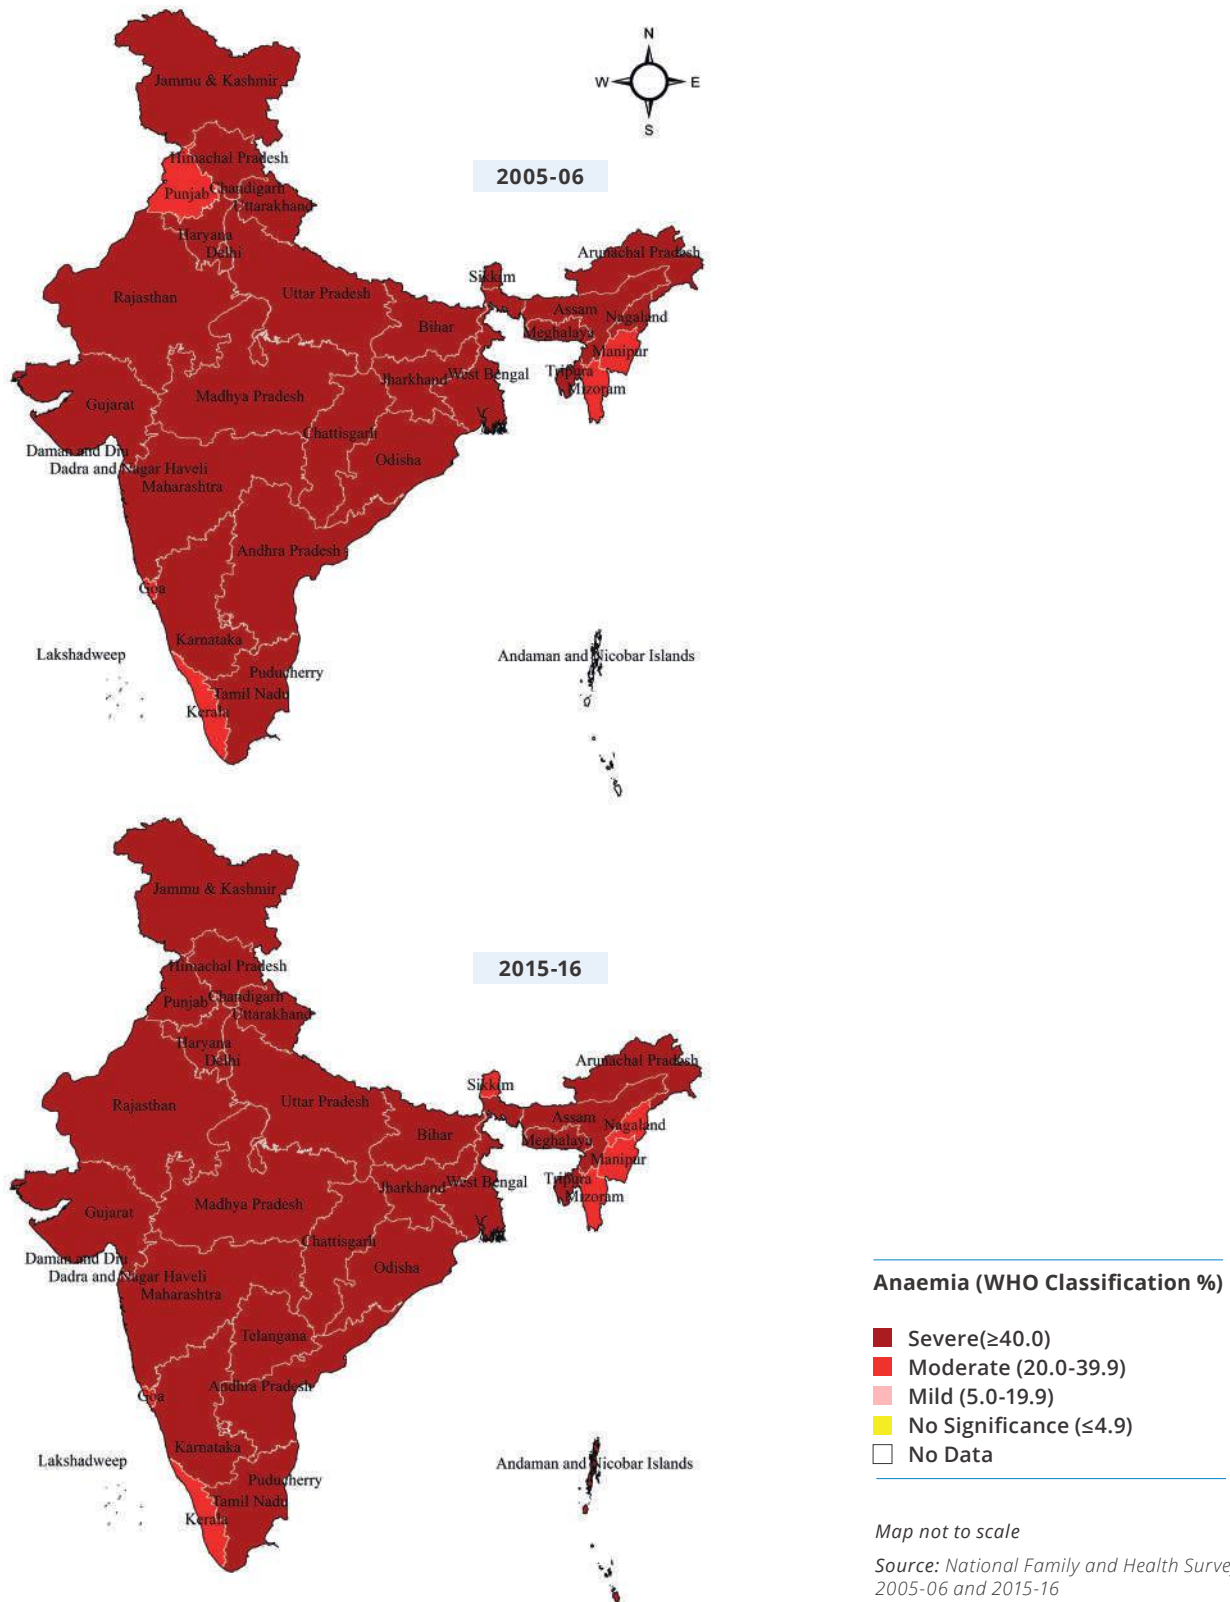 N
W E
S
2005-06
Jammu & Kashmir
Himachal Pradesh
Punjab
Chandigarh
Uttarakhand
Haryana
Delhi
Arunachal Pradesh
Sikkim
Rajasthan
Uttar Pradesh
Assam
Nagaland
Bihar
Meghalaya
Manipur
Tripura
Jharkhand
West Bengal
Mizoram
Gujarat
Madhya Pradesh
Chattisgarh
Odisha
Daman and Diu
Dadra and Nagar Haveli
Maharashtra
Andhra Pradesh
Goa
Karnataka
Lakshadweep
Andaman and Nicobar Islands
Puducherry
Tamil Nadu
Kerala
2015-16
Jammu & Kashmir
Himachal Pradesh
Punjab
Chandigarh
Uttarakhand
Haryana
Delhi
Arunachal Pradesh
Sikkim
Rajasthan
Uttar Pradesh
Assam
Nagaland
Bihar
Meghalaya
Manipur
Tripura
Jharkhand
West Bengal
Mizoram
Gujarat
Madhya Pradesh
Chattisgarh
Odisha
Daman and Diu
Dadra and Nagar Haveli
Maharashtra
Telangana
Andhra Pradesh
Goa
Karnataka
Lakshadweep
Andaman and Nicobar Islands
Puducherry
Tamil Nadu
Kerala
Anaemia (WHO Classification %)
Severe(≥40.0)
Moderate (20.0-39.9)
Mild (5.0-19.9)
No Significance (≤4.9)
No Data
Map not to scale
Source: National Family and Health Surve
2005-06 and 2015-16